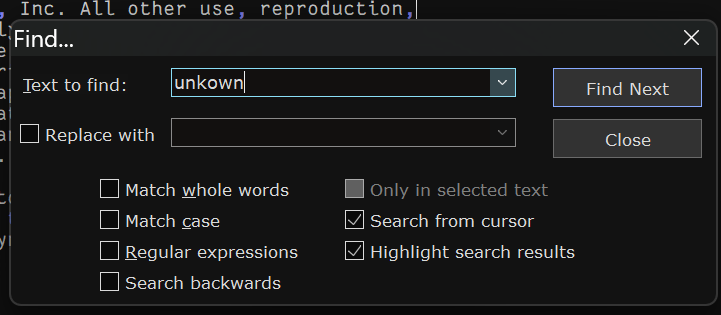 , Inc. All other use, reproduction,
Find...
Text to find:
unkown
Find Next
Replace with
Close
Match whole words
Only in selected text
Match case
Search from cursor
Regular expressions
Highlight search results
Search backwards